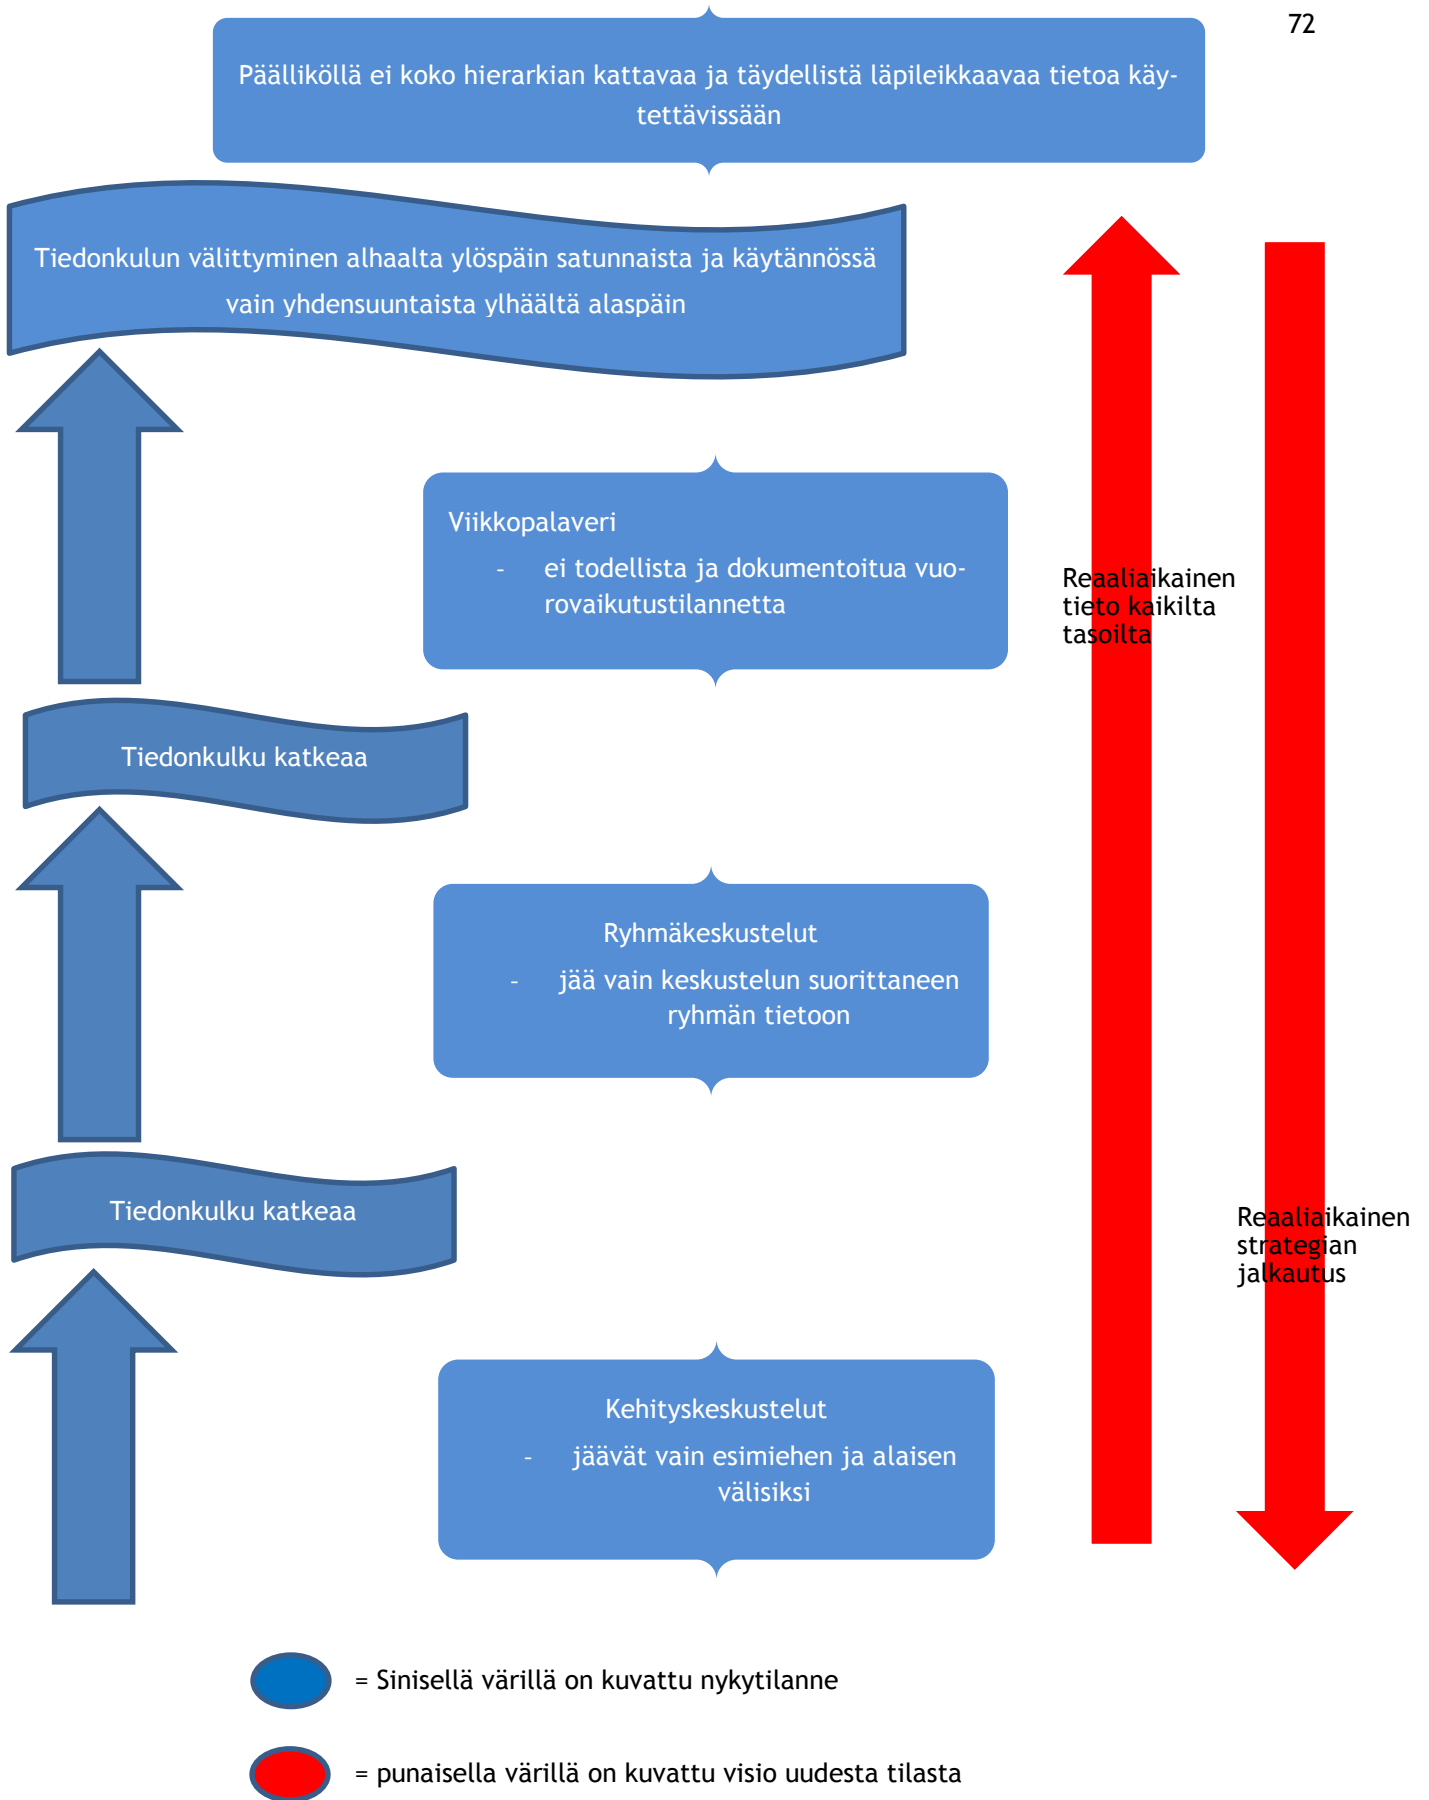 72
Päälliköllä ei koko hierarkian kattavaa ja täydellistä läpileikkaavaa tietoa käy-
tettävissään
Tiedonkulun välittyminen alhaalta ylöspäin satunnaista ja käytännössä
vain yhdensuuntaista ylhäältä alaspäin
Viikkopalaveri
- ei todellista ja dokumentoitua vuo-
rovaikutustilannetta
Reaaliaikainen
tieto kaikilta
tasoilta
Tiedonkulku katkeaa
Ryhmäkeskustelut
- jää vain keskustelun suorittaneen
ryhmän tietoon
Tiedonkulku katkeaa
Reaaliaikainen
strategian
jalkautus
Kehityskeskustelut
- jäävät vain esimiehen ja alaisen
välisiksi
= Sinisellä värillä on kuvattu nykytilanne
= punaisella värillä on kuvattu visio uudesta tilasta